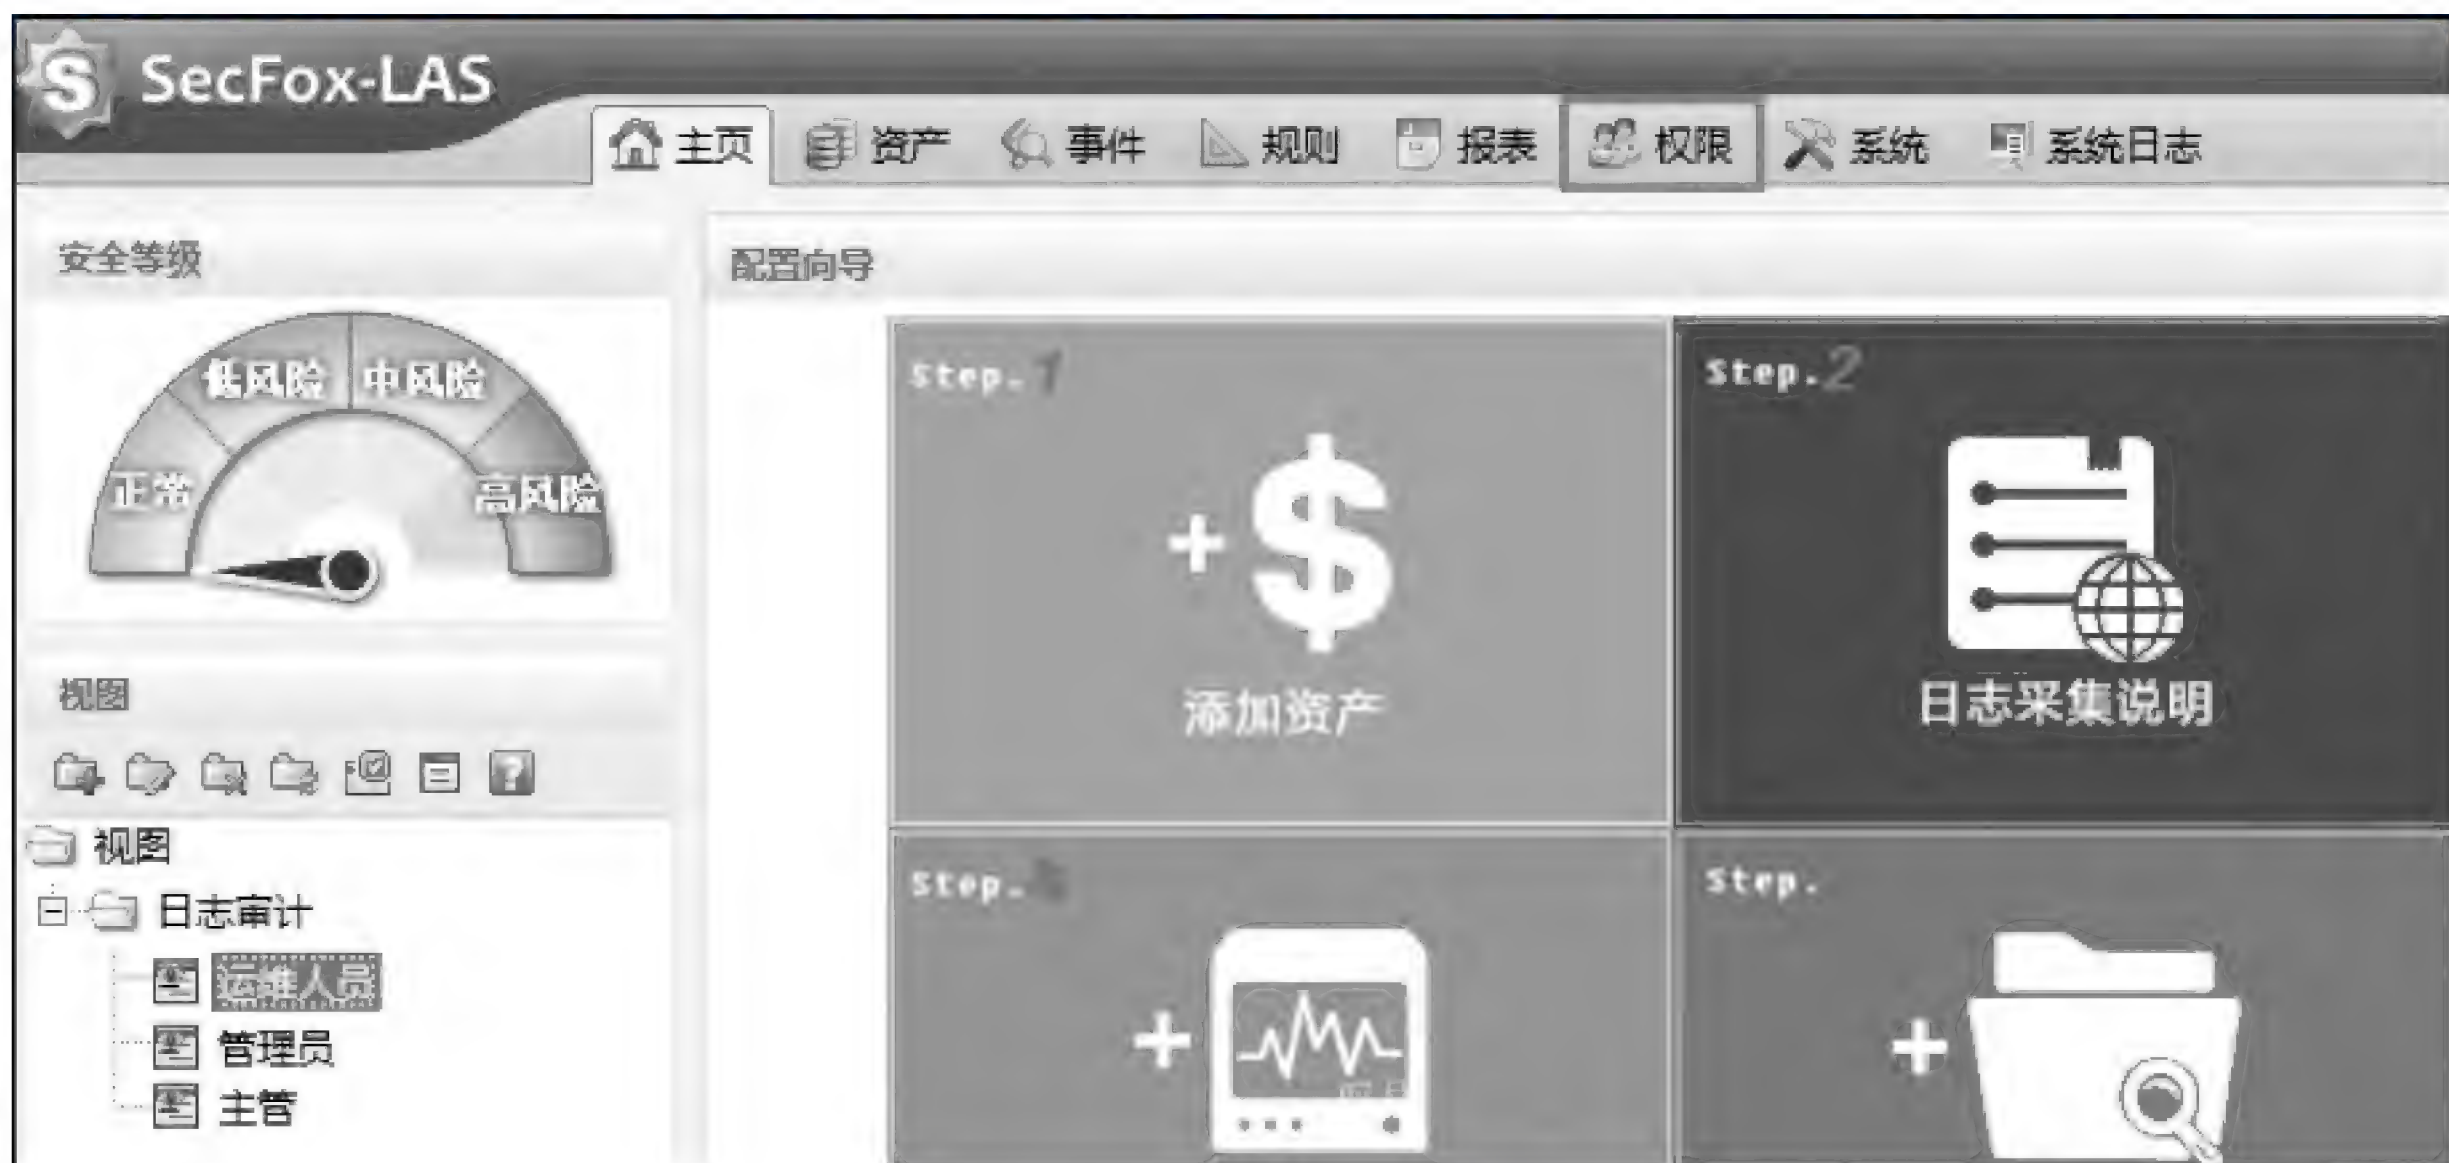 SecFox-LAS
主页 资产 事件 规则 报表 权限 系统 系统日志
安全等级
配置向导
低风险 中风险
正常 高风险
Step.1
Step.2
添加资产
日志采集说明
视图
视图
日志审计
运维人员
管理员
主管
Step.
Step.